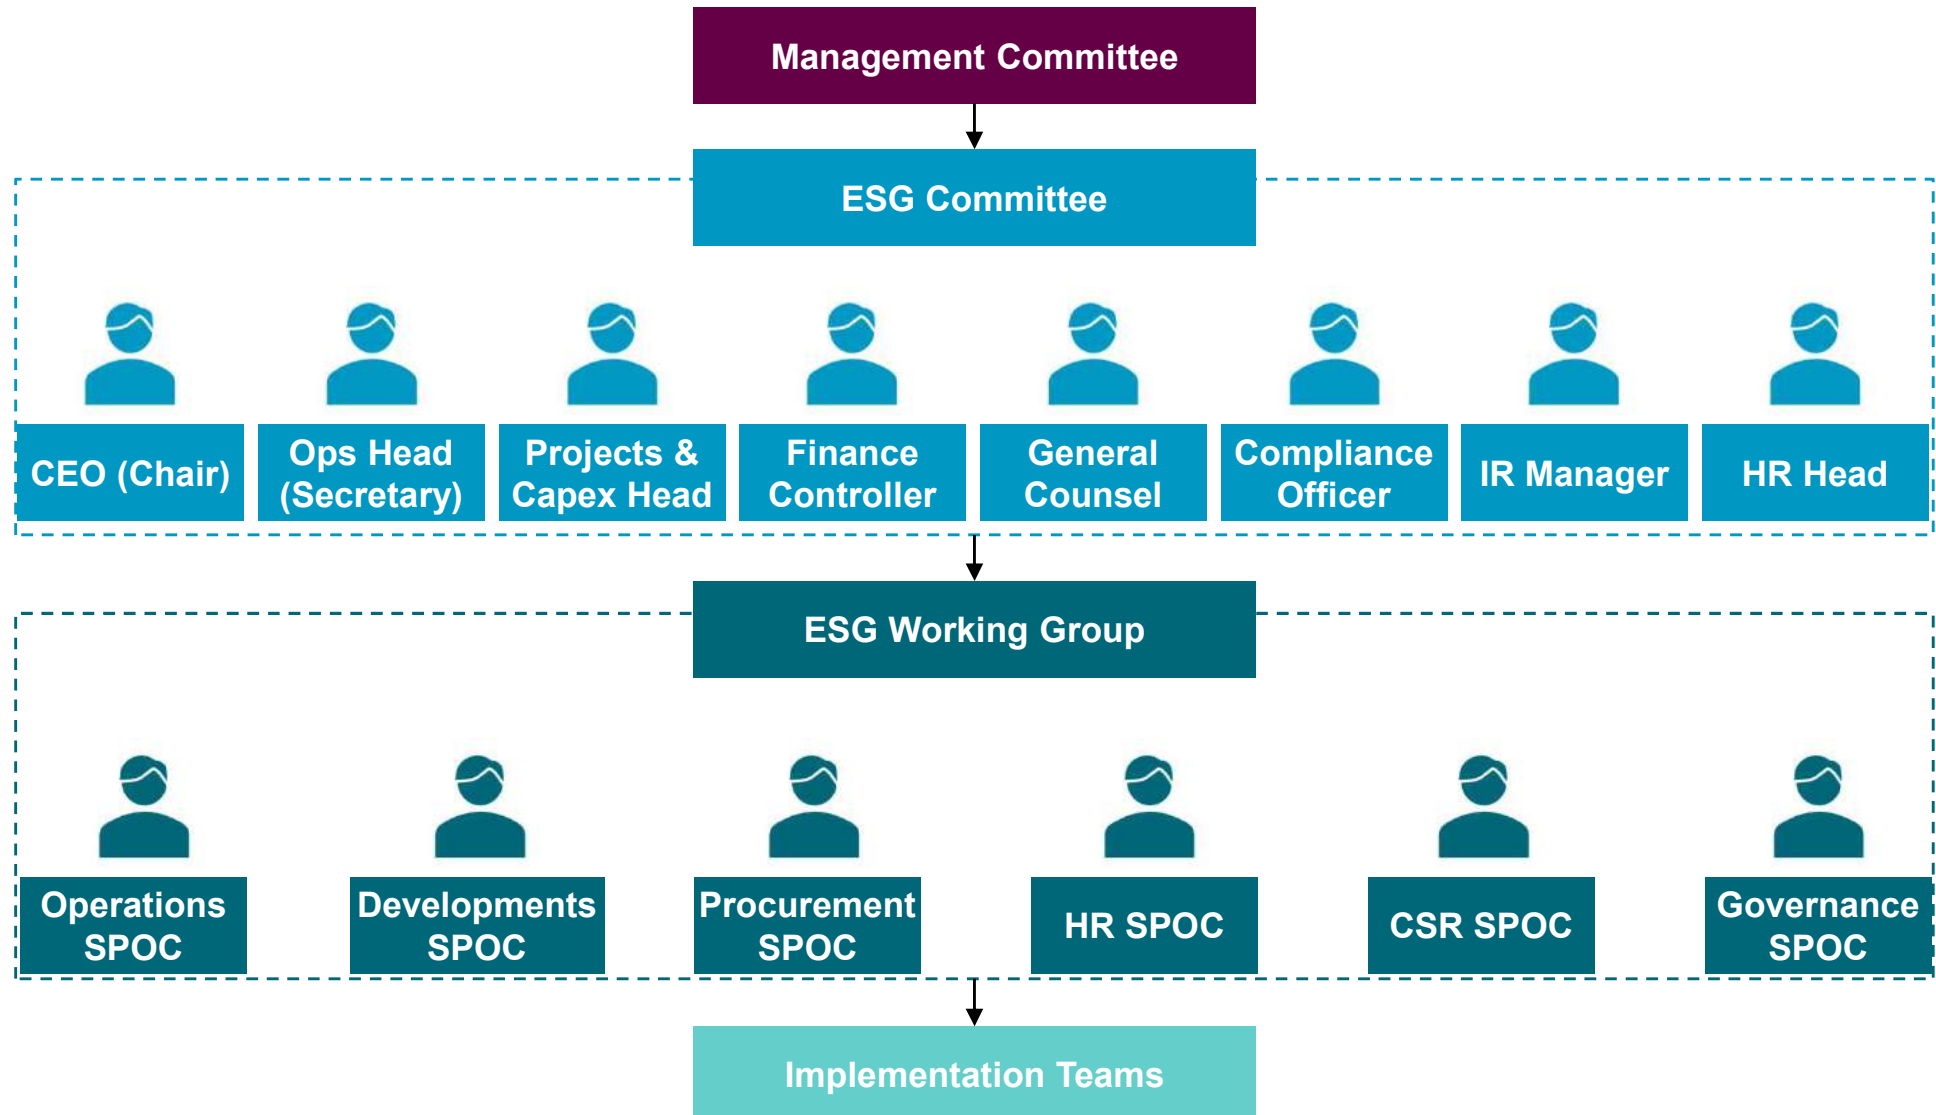 Management Committee
ESG Committee
CEO (Chair)
Ops Head
(Secretary)
Projects &
Capex Head
Finance
Controller
General
Counsel
Compliance
Officer
IR Manager
HR Head
ESG Working Group
Operations
SPOC
Developments
SPOC
Procurement
SPOC
HR SPOC
CSR SPOC
Governance
SPOC
Implementation Teams